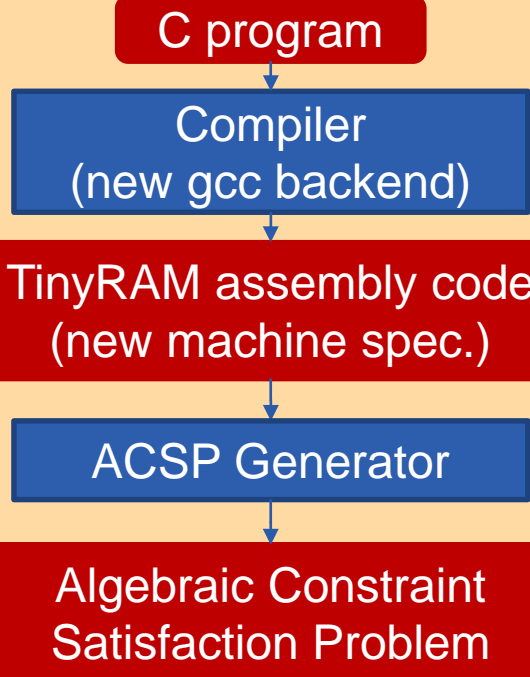 C program
Compiler
(new gcc backend)
TinyRAM assembly code
(new machine spec.)
ACSP Generator
Algebraic Constraint
Satisfaction Problem